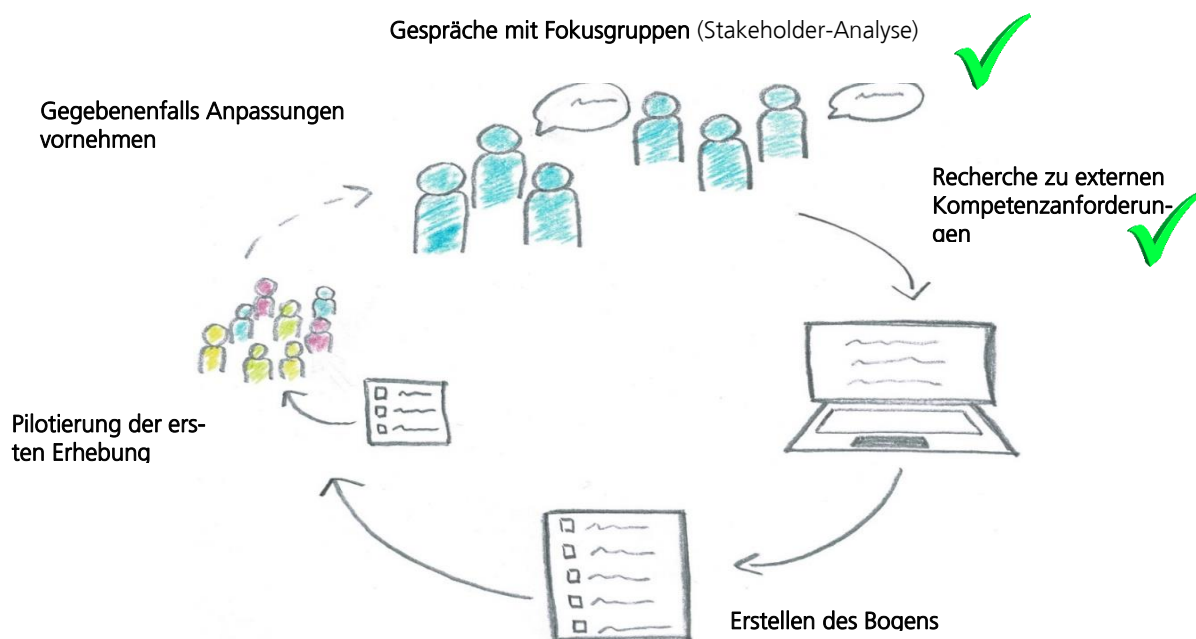 Gespräche mit Fokusgruppen (Stakeholder-Analyse)
Gegebenenfalls Anpassungen
vornehmen
Recherche zu externen
Kompetenzanforderun-
gen
Pilotierung der ers-
ten Erhebung
Erstellen des Bogens